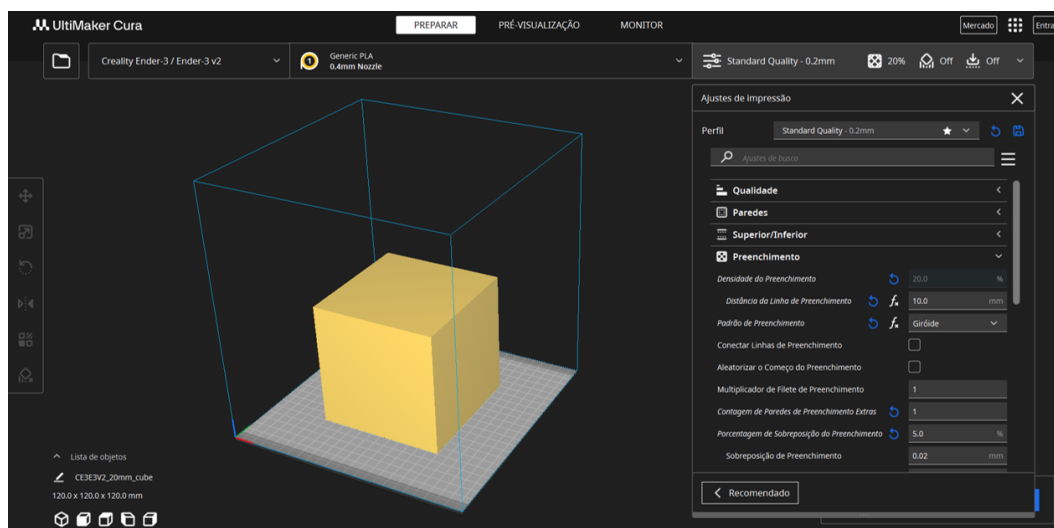 UltiMaker Cura
PREPARAR
PRÉ-VISUALIZAÇÃO
MONITOR
Mercado
Entra
Creality Ender-3 / Ender-3 v2
1
Generic PLA
0.4mm Nozzle
Standard Quality - 0.2mm
20%
Off
Off
Ajustes de impressão
Perfil
Standard Quality - 0.2mm
Ajustes de busca
Qualidade
Paredes
Superior/Inferior
Preenchimento
Densidade do Preenchimento 20.0 %
Distância da Linha de Preenchimento 10.0 mm
Padrão de Preenchimento Giróide
Conectar Linhas de Preenchimento
Aleatorizar o Começo do Preenchimento
Multiplicador de Filete de Preenchimento 1
Contagem de Paredes de Preenchimento Extras 1
Porcentagem de Sobreposição do Preenchimento 5.0 %
Sobreposição de Preenchimento 0.02 mm
Recomendado
Lista de objetos
CE3E3V2_20mm_cube
120.0 x 120.0 x 120.0 mm